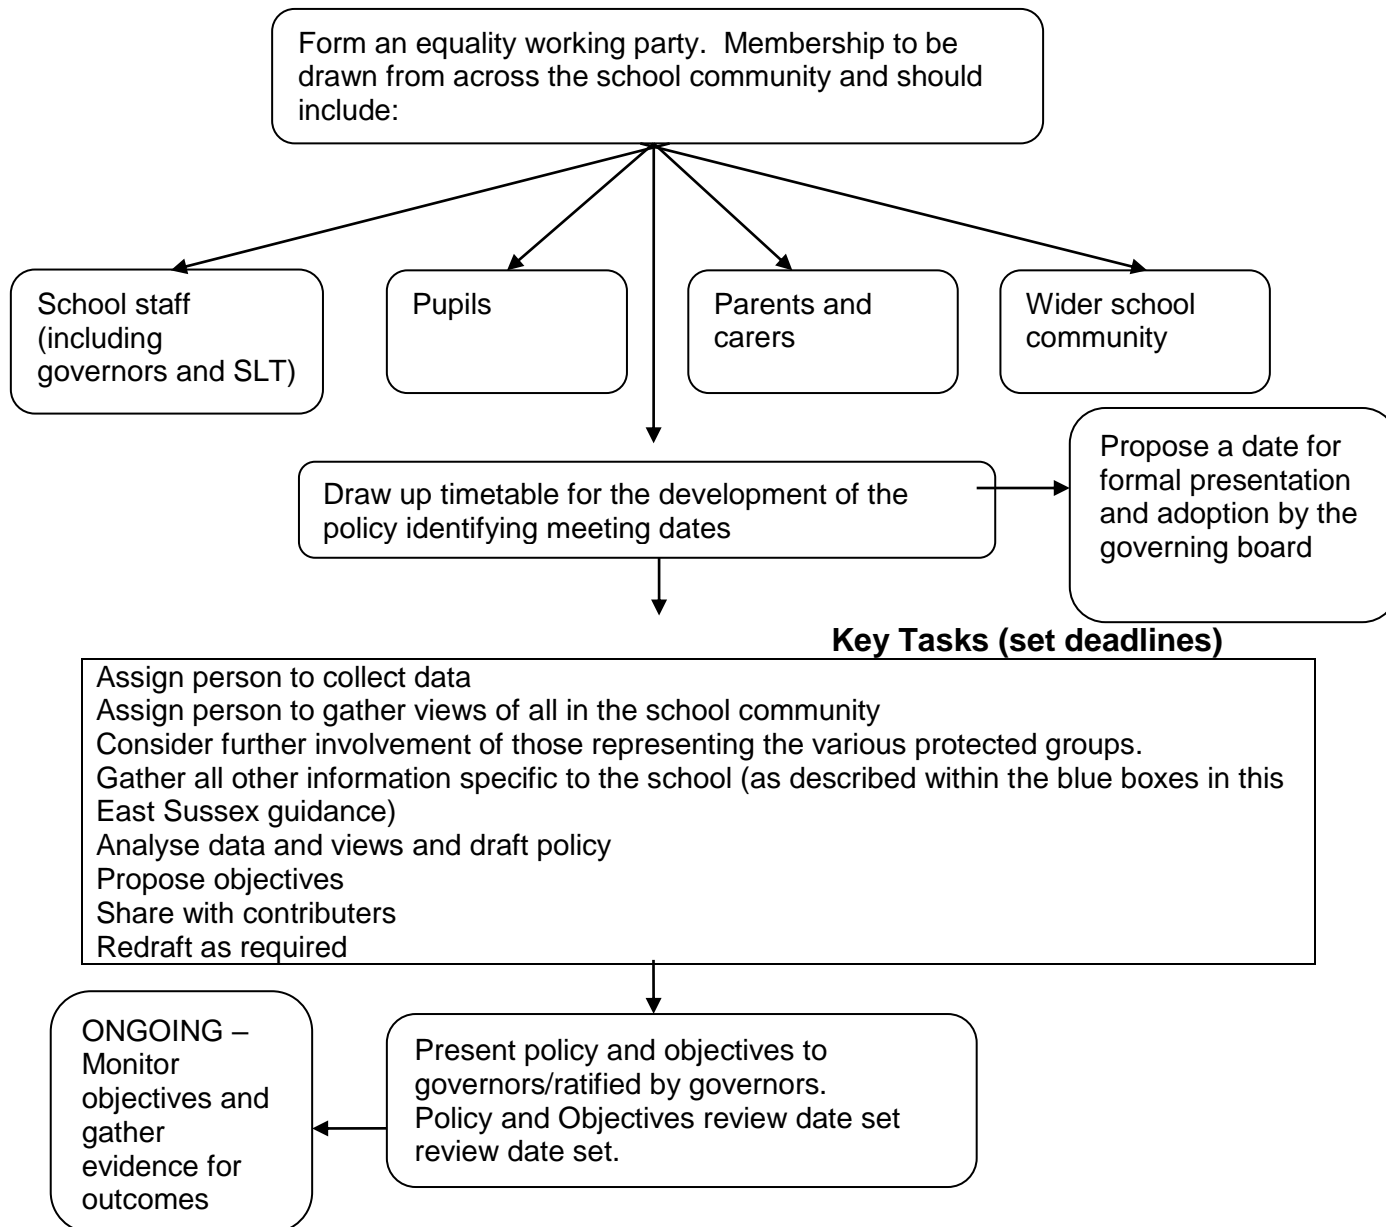 Form an equality working party.  Membership to be
drawn from across the school community and should
include:
School staff
(including
governors and SLT)
Pupils
Parents and
carers
Wider school
community
Draw up timetable for the development of the
policy identifying meeting dates
Propose a date for
formal presentation
and adoption by the
governing board
Key Tasks (set deadlines)
Assign person to collect data
Assign person to gather views of all in the school community
Consider further involvement of those representing the various protected groups.
Gather all other information specific to the school (as described within the blue boxes in this
East Sussex guidance)
Analyse data and views and draft policy
Propose objectives
Share with contributers
Redraft as required
ONGOING –
Monitor
objectives and
gather
evidence for
outcomes
Present policy and objectives to
governors/ratified by governors.
Policy and Objectives review date set
review date set.